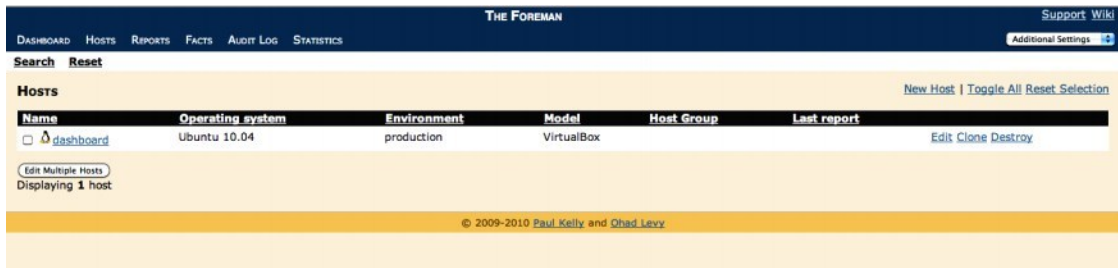 THE FOREMAN
Support Wiki
DASHBOARD HOSTS REPORTS FACTS AUDIT LOG STATISTICS
Additional Settings
Search Reset
HOSTS
New Host | Toggle All Reset Selection
Name Operating system Environment Model Host Group Last report
dashboard Ubuntu 10.04 production VirtualBox Edit Clone Destroy
Edit Multiple Hosts
Displaying 1 host
© 2009-2010 Paul Kelly and Ohad Levy